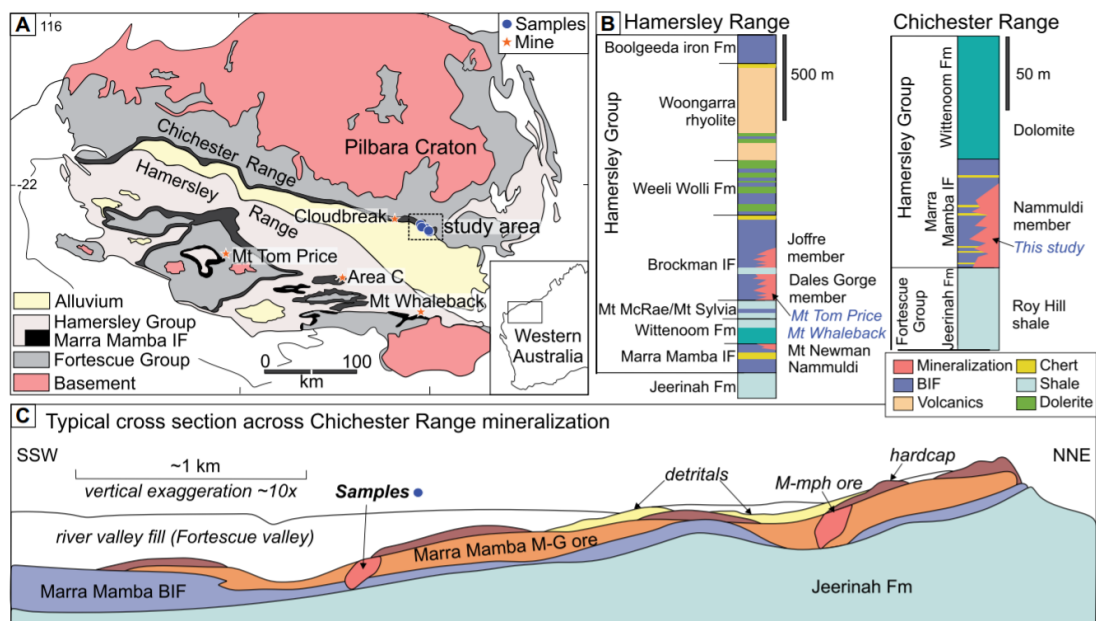 A
116
-22
Samples
Mine
Pilbara Craton
Chichester Range
Hamersley
Range
Cloudbreak
study area
Mt Tom Price
Area C
Mt Whaleback
Alluvium
Hamersley Group
Marra Mamba IF
Fortescue Group
Basement
0 100
km
Western
Australia
B
Hamersley Range
Hamersley Group
Boolgeeda iron Fm
500 m
Woongarra
rhyolite
Weeli Wolli Fm
Joffre
member
Brockman IF
Dales Gorge
member
Mt McRae/Mt Sylvia
Mt Tom Price
Wittenoom Fm
Mt Whaleback
Mt Newman
Marra Mamba IF
Nammuldi
Jeerinah Fm
Chichester Range
Hamersley Group
Wittenoom Fm
50 m
Dolomite
Marra
Mamba IF
Nammuldi
member
This study
Fortescue
Group
Jeerinah Fm
Roy Hill
shale
Mineralization
BIF
Volcanics
Chert
Shale
Dolerite
C
Typical cross section across Chichester Range mineralization
SSW
NNE
~1 km
vertical exaggeration ~10x
Samples
detritals
hardcap
M-mph ore
river valley fill (Fortescue valley)
Marra Mamba M-G ore
Marra Mamba BIF
Jeerinah Fm